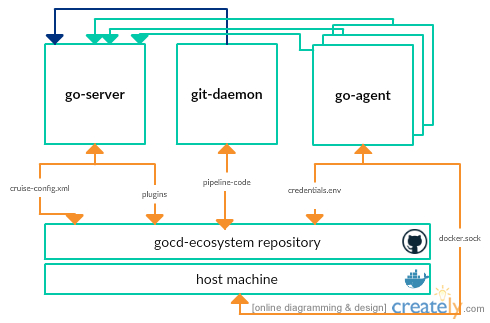 go-server
git-daemon
go-agent
cruise-config.xml
plugins
pipeline-code
credentials.env
gocd-ecosystem repository
docker.sock
host machine
[online diagramming & design]
creately.com